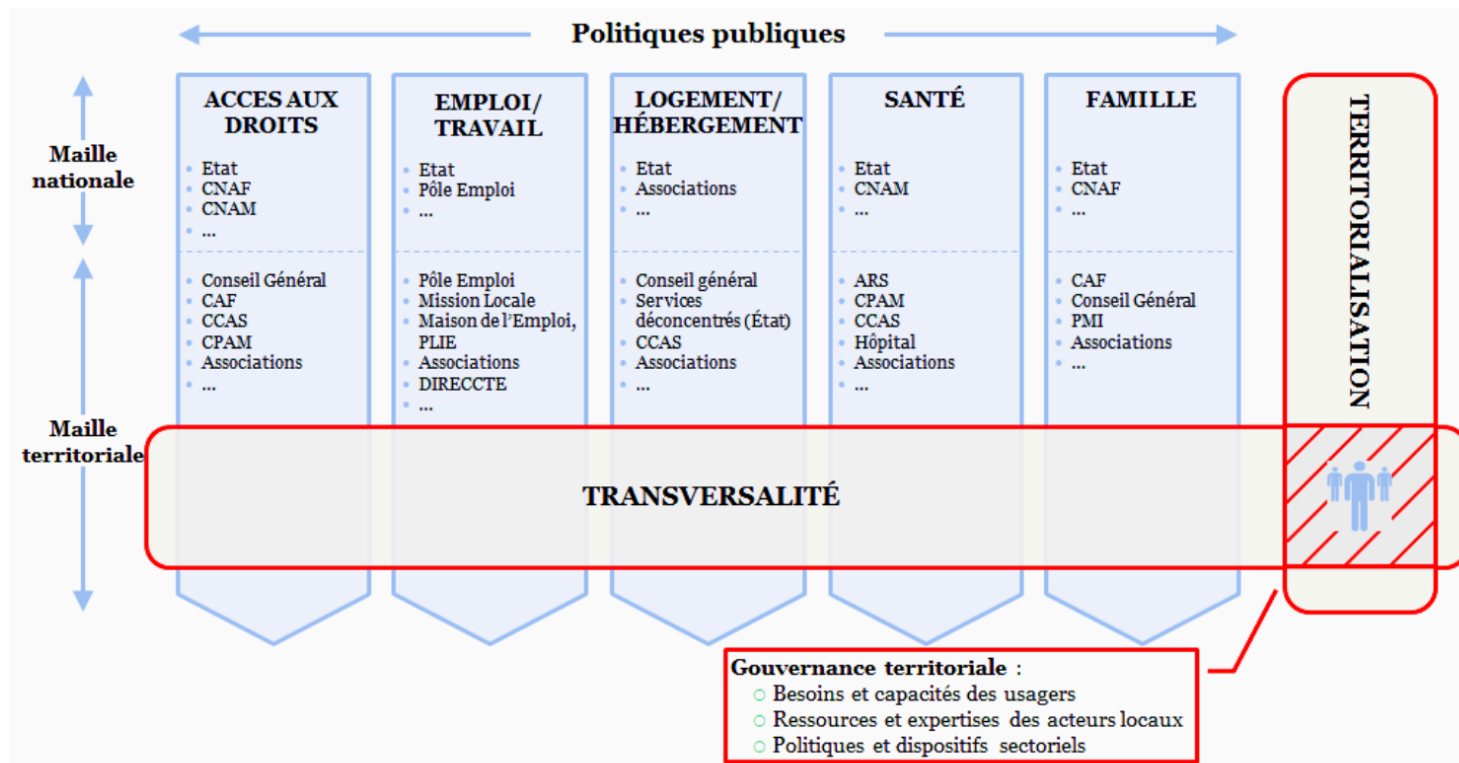 Politiques publiques
Maille
nationale
Maille
territoriale
ACCES AUX
DROITS
• Etat
• CNAF
• CNAM
• ...
• Conseil Général
• CAF
• CCAS
• CPAM
• Associations
• ...
EMPLOI/
TRAVAIL
• Etat
• Pôle Emploi
• ...
• Pôle Emploi
• Mission Locale
• Maison de l'Emploi,
PLIE
• Associations
• DIRECCTE
• ...
LOGEMENT/
HÉBERGEMENT
• Etat
• Associations
• ...
• Conseil général
• Services
déconcentrés (État)
• CCAS
• Associations
• ...
SANTÉ
• Etat
• CNAM
• ...
• ARS
• CPAM
• CCAS
• Hôpital
• Associations
• ...
FAMILLE
• Etat
• CNAF
• ...
• CAF
• Conseil Général
• PMI
• Associations
• ...
TERRITORIALISATION
TRANSVERSALITÉ
Gouvernance territoriale :
○ Besoins et capacités des usagers
○ Ressources et expertises des acteurs locaux
○ Politiques et dispositifs sectoriels